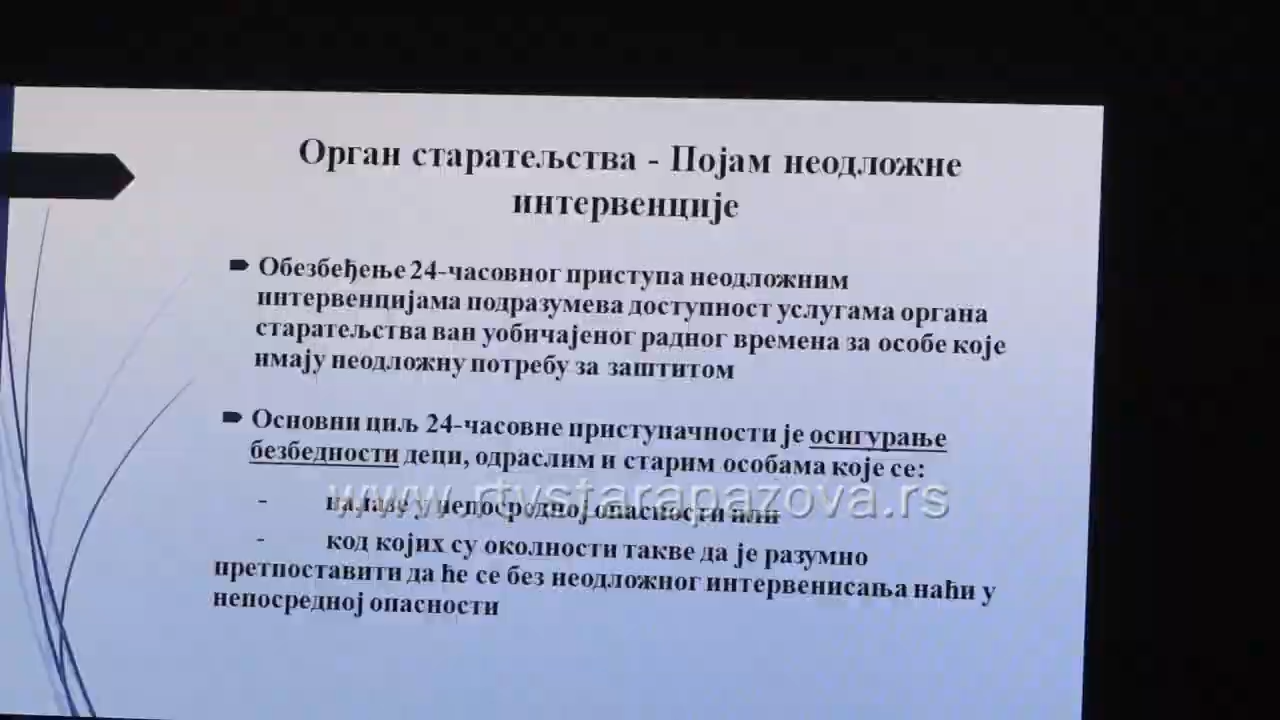 Орган старатељства - Појам неодложне
интервенције
Обезбеђење 24-часовног приступа неодложним
интервенцијама подразумева доступност услугама органа
старатељства ван уобичајеног радног времена за особе које
имају неодложну потребу за заштитом
Основни циљ 24-часовне приступачности је осигурање
безбедности деци, одраслим и старим особама које се:
- налазе у непосредној опасности или
www.rtvstarapazova.rs
- код којих су околности такве да је разумно
претпоставити да ће се без неодложног интервенисања наћи у
непосредној опасности